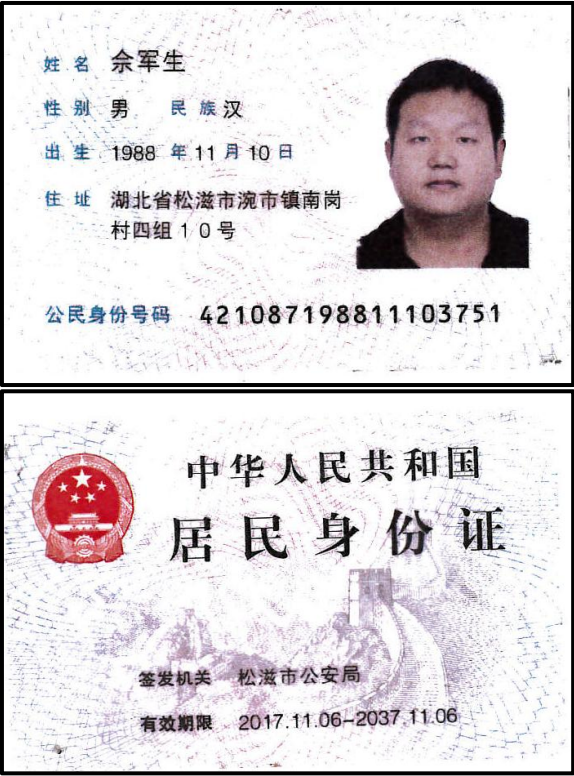 姓名 佘军生
性别 男 民族 汉
出生 1988 年 11 月 10 日
住址 湖北省松滋市涴市镇南岗
村四组10号
公民身份号码 421087198811103751
中华人民共和国
居民身份证
签发机关 松滋市公安局
有效期限 2017.11.06-2037.11.06